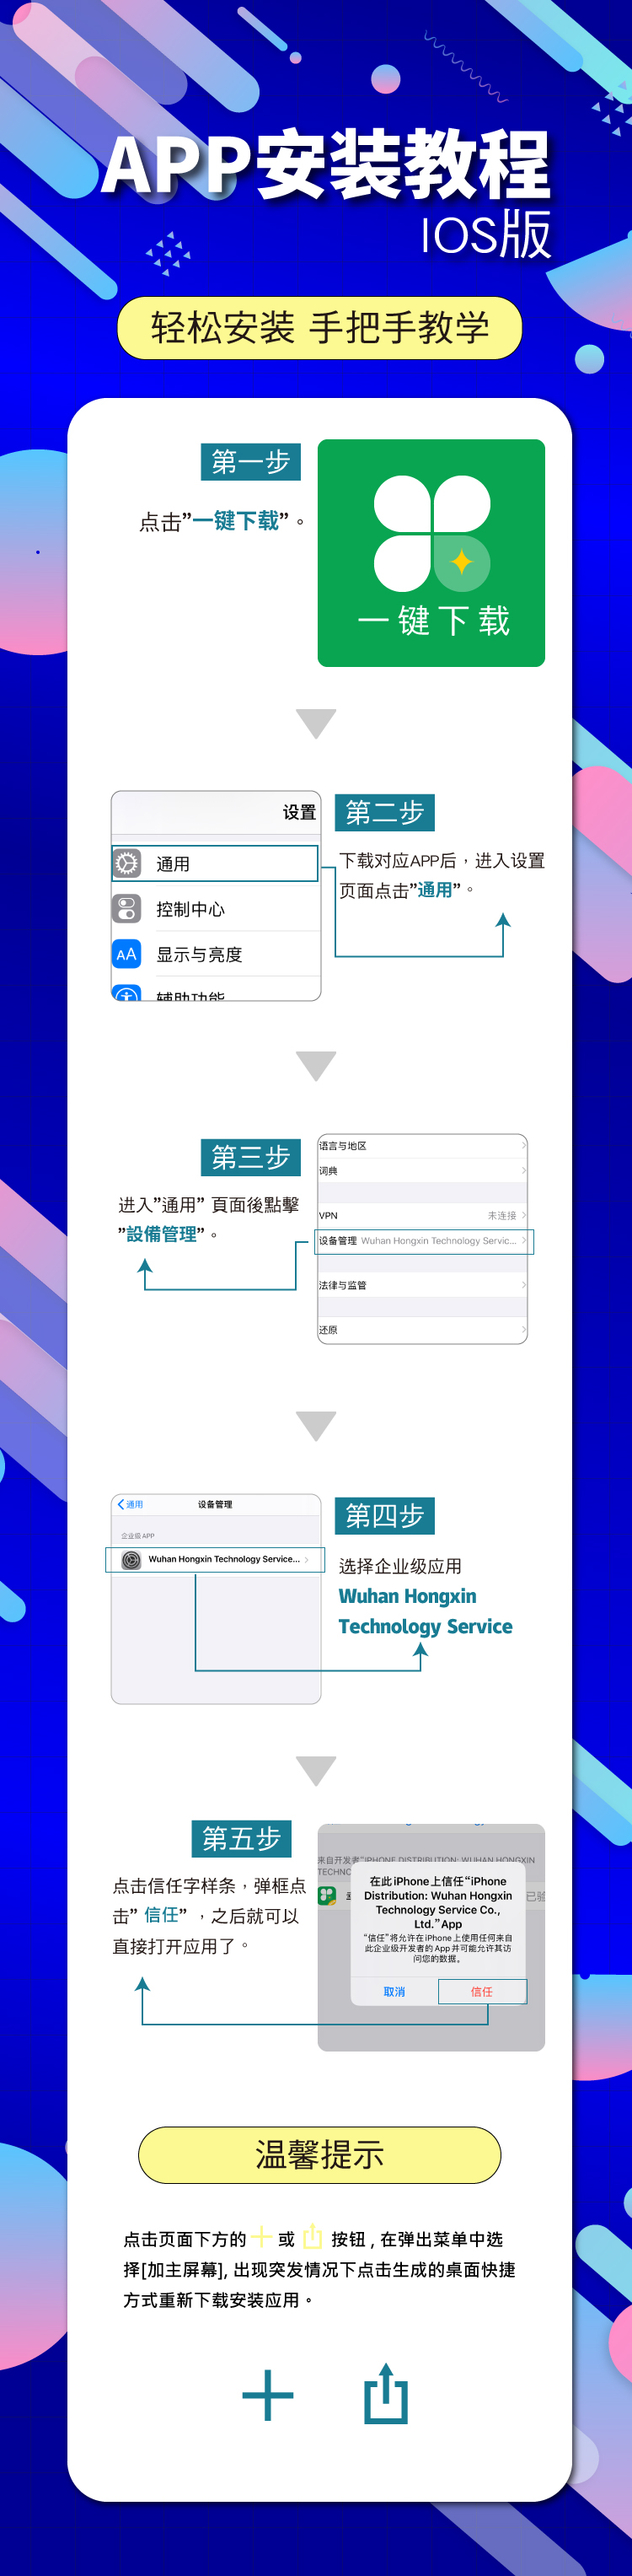 APP安装教程
IOS版
轻松安装 手把手教学
第一步
点击”一键下载”。
一键下载
设置
通用
控制中心
显示与亮度
辅助功能
第二步
下载对应APP后，进入设置
页面点击”通用”。
第三步
进入”通用” 頁面後點擊
”設備管理”。
语言与地区
词典
VPN 未连接
设备管理 Wuhan Hongxin Technology Servic...
法律与监管
还原
通用 设备管理
企业级 APP
Wuhan Hongxin Technology Service...
第四步
选择企业级应用
Wuhan Hongxin
Technology Service
第五步
点击信任字样条，弹框点
击” 信任” ，之后就可以
直接打开应用了。
来自开发者“IPHONE DISTRIBUTION: WUHAN HONGXIN
TECHNO
已验
在此iPhone上信任“iPhone
Distribution: Wuhan Hongxin
Technology Service Co.,
Ltd.”App
“信任”将允许在iPhone上使用任何来自
此企业级开发者的 App 并可能允许其访
问您的数据。
取消 信任
温馨提示
点击页面下方的 或 按钮 , 在弹出菜单中选
择[加主屏幕], 出现突发情况下点击生成的桌面快捷
方式重新下载安装应用。